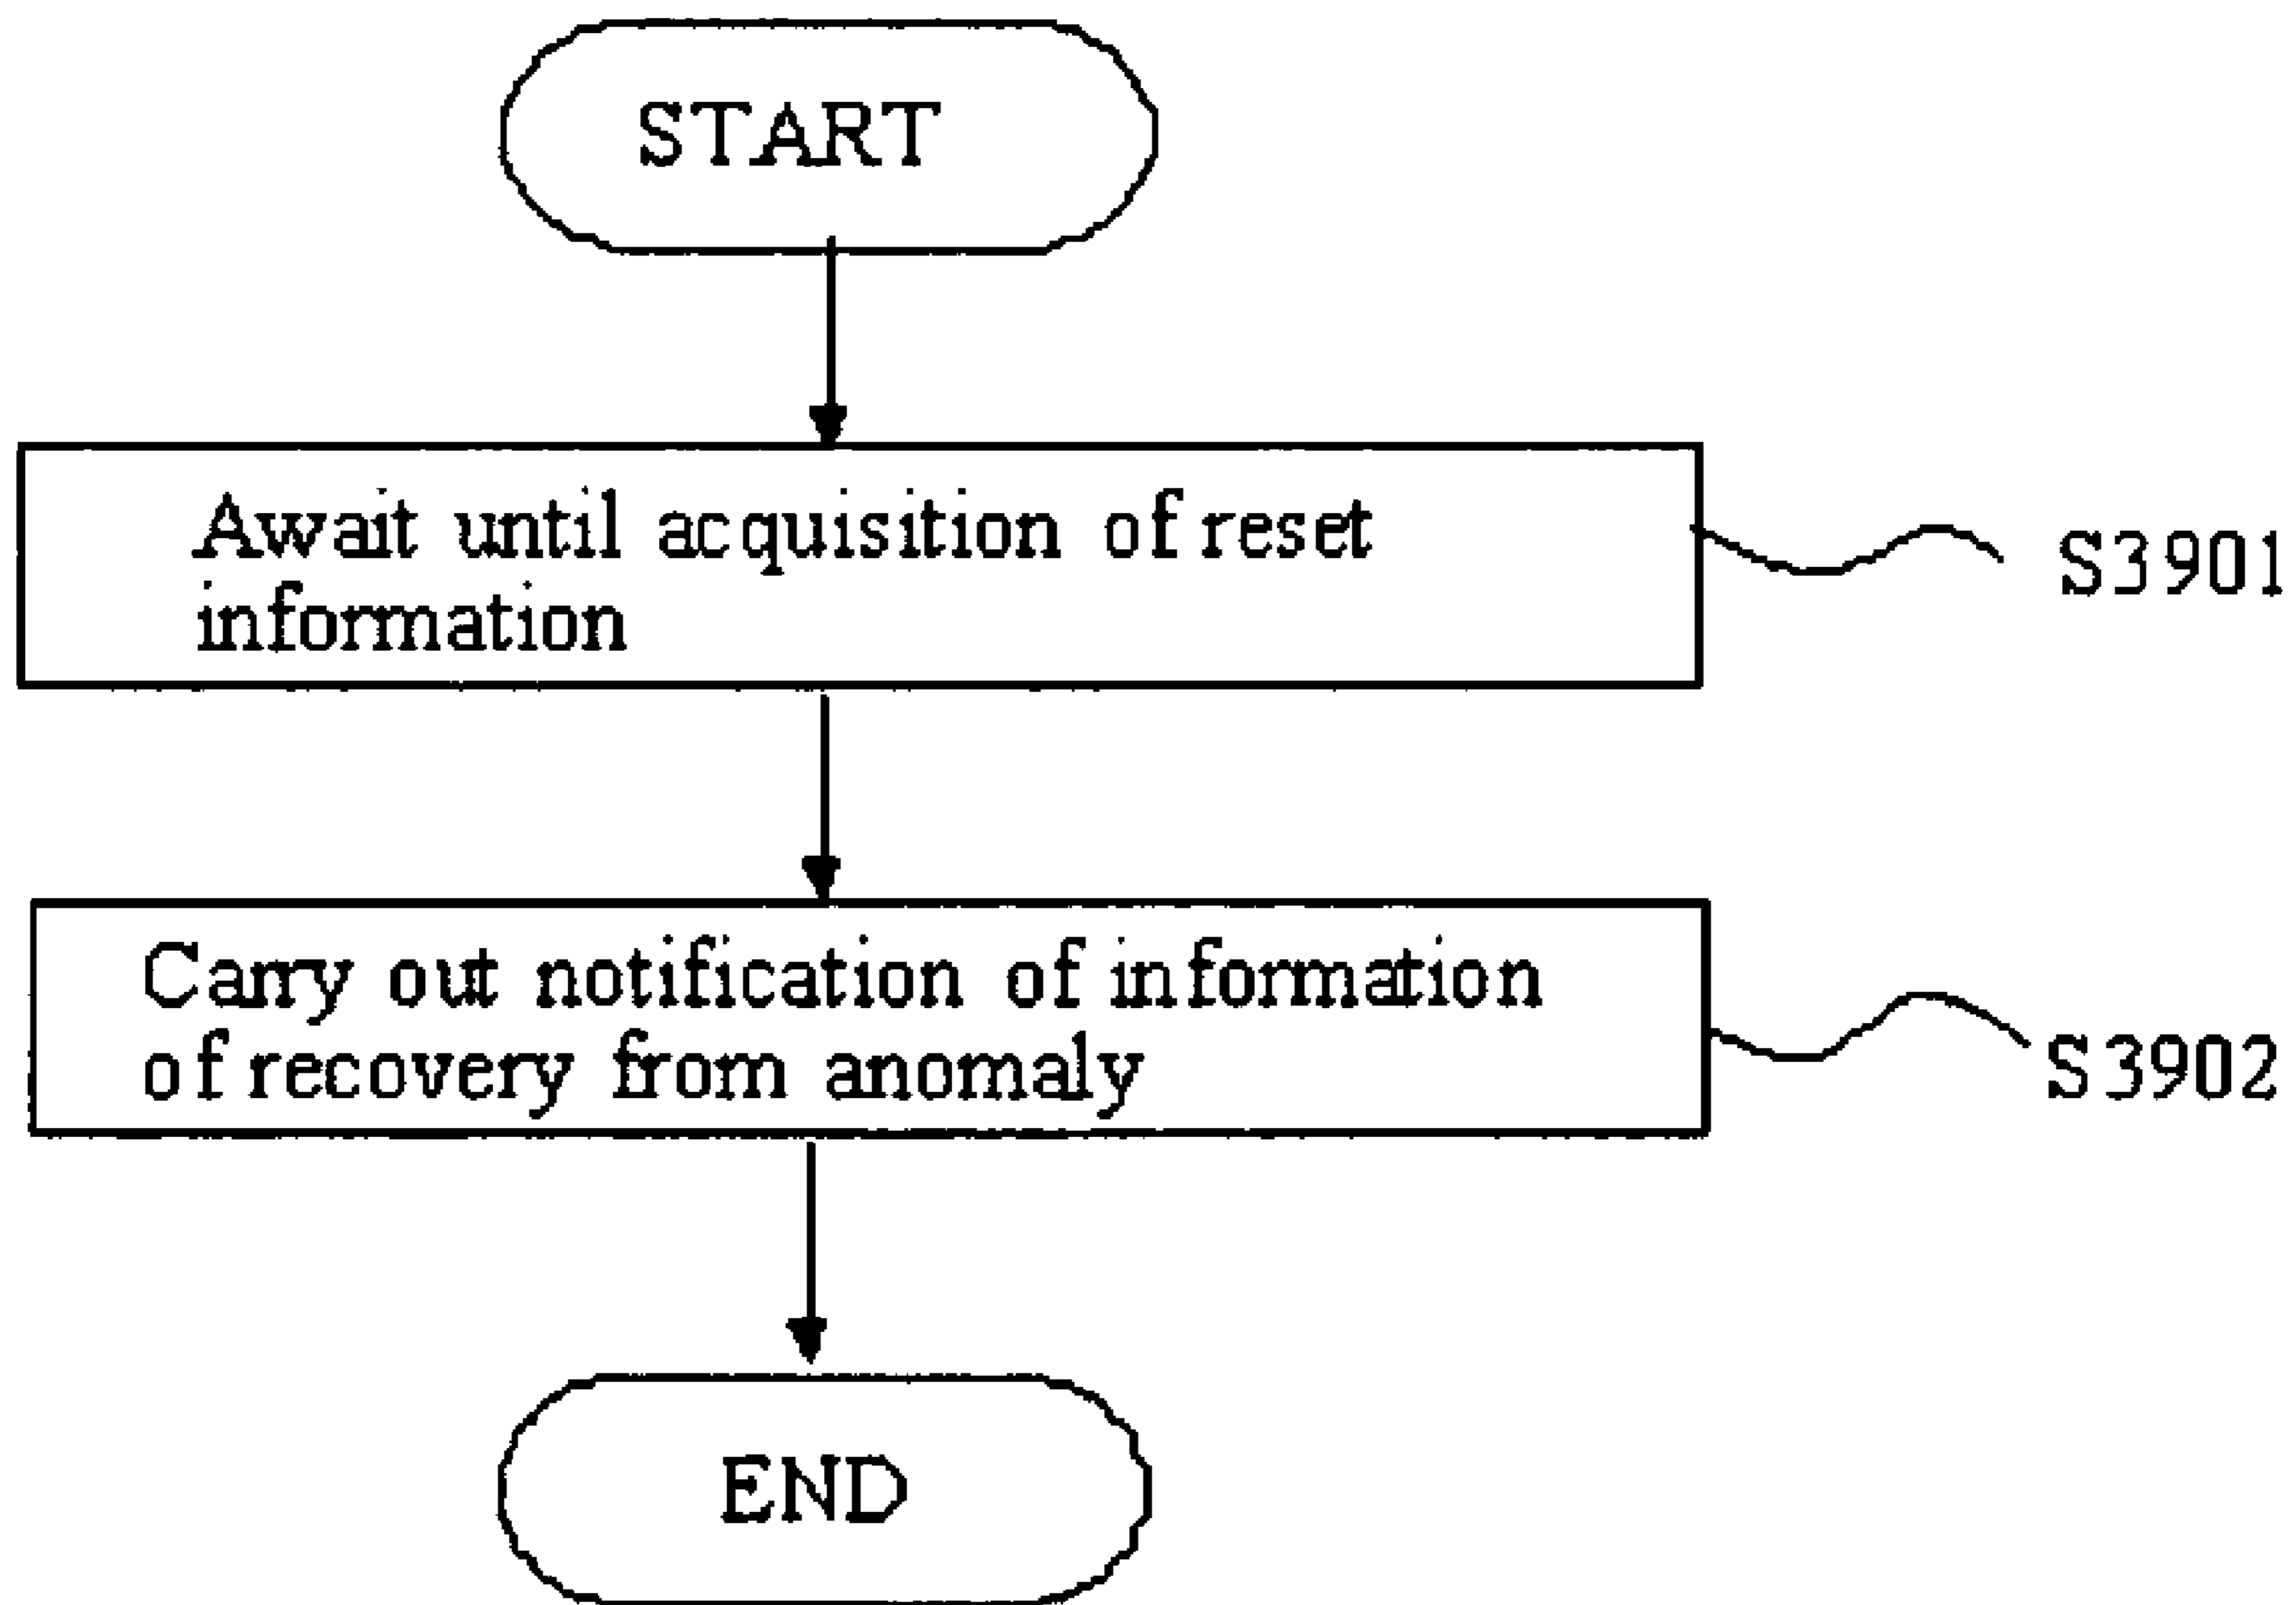 START
Await until acquisition of reset
information
S3901
Carry out notification of information
of recovery from anomaly
S3902
END